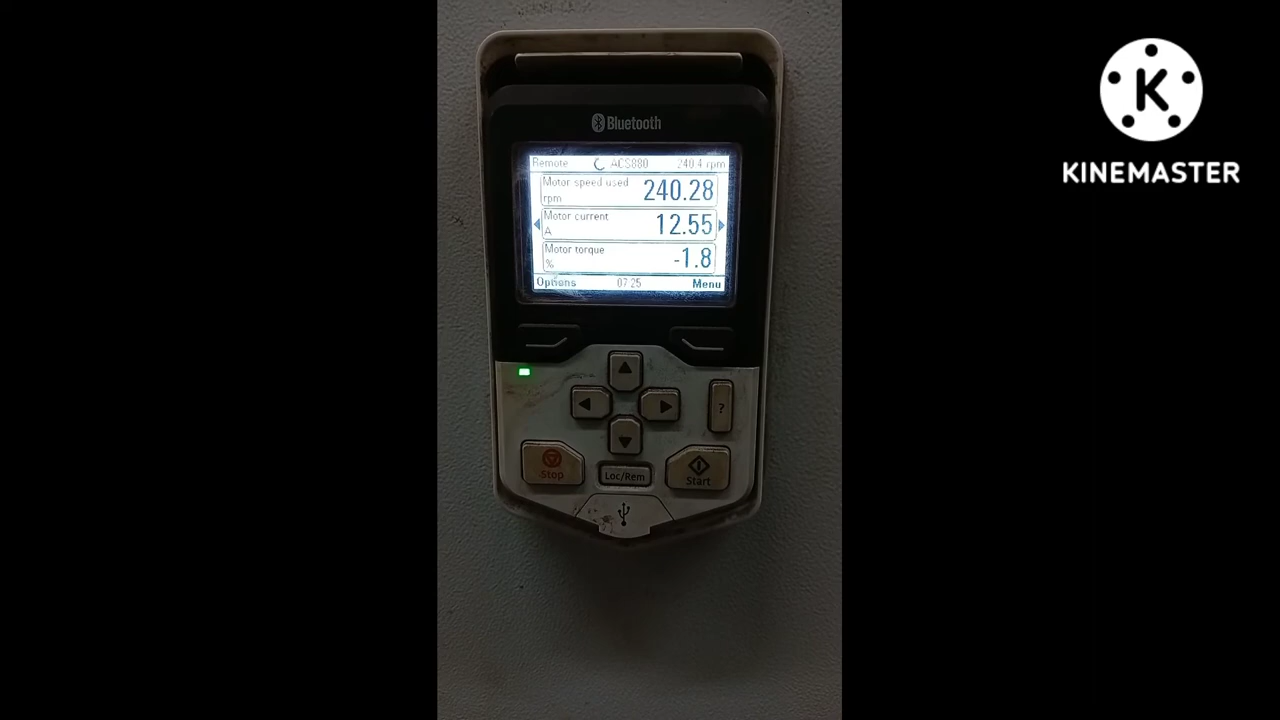 Bluetooth
Remote ACS880 240.4 rpm
Motor speed used
rpm
240.28
Motor current
A
12.55
Motor torque
%
-1.8
Options 07:25 Menu
?
Stop
Loc/Rem
Start
K
KINEMASTER